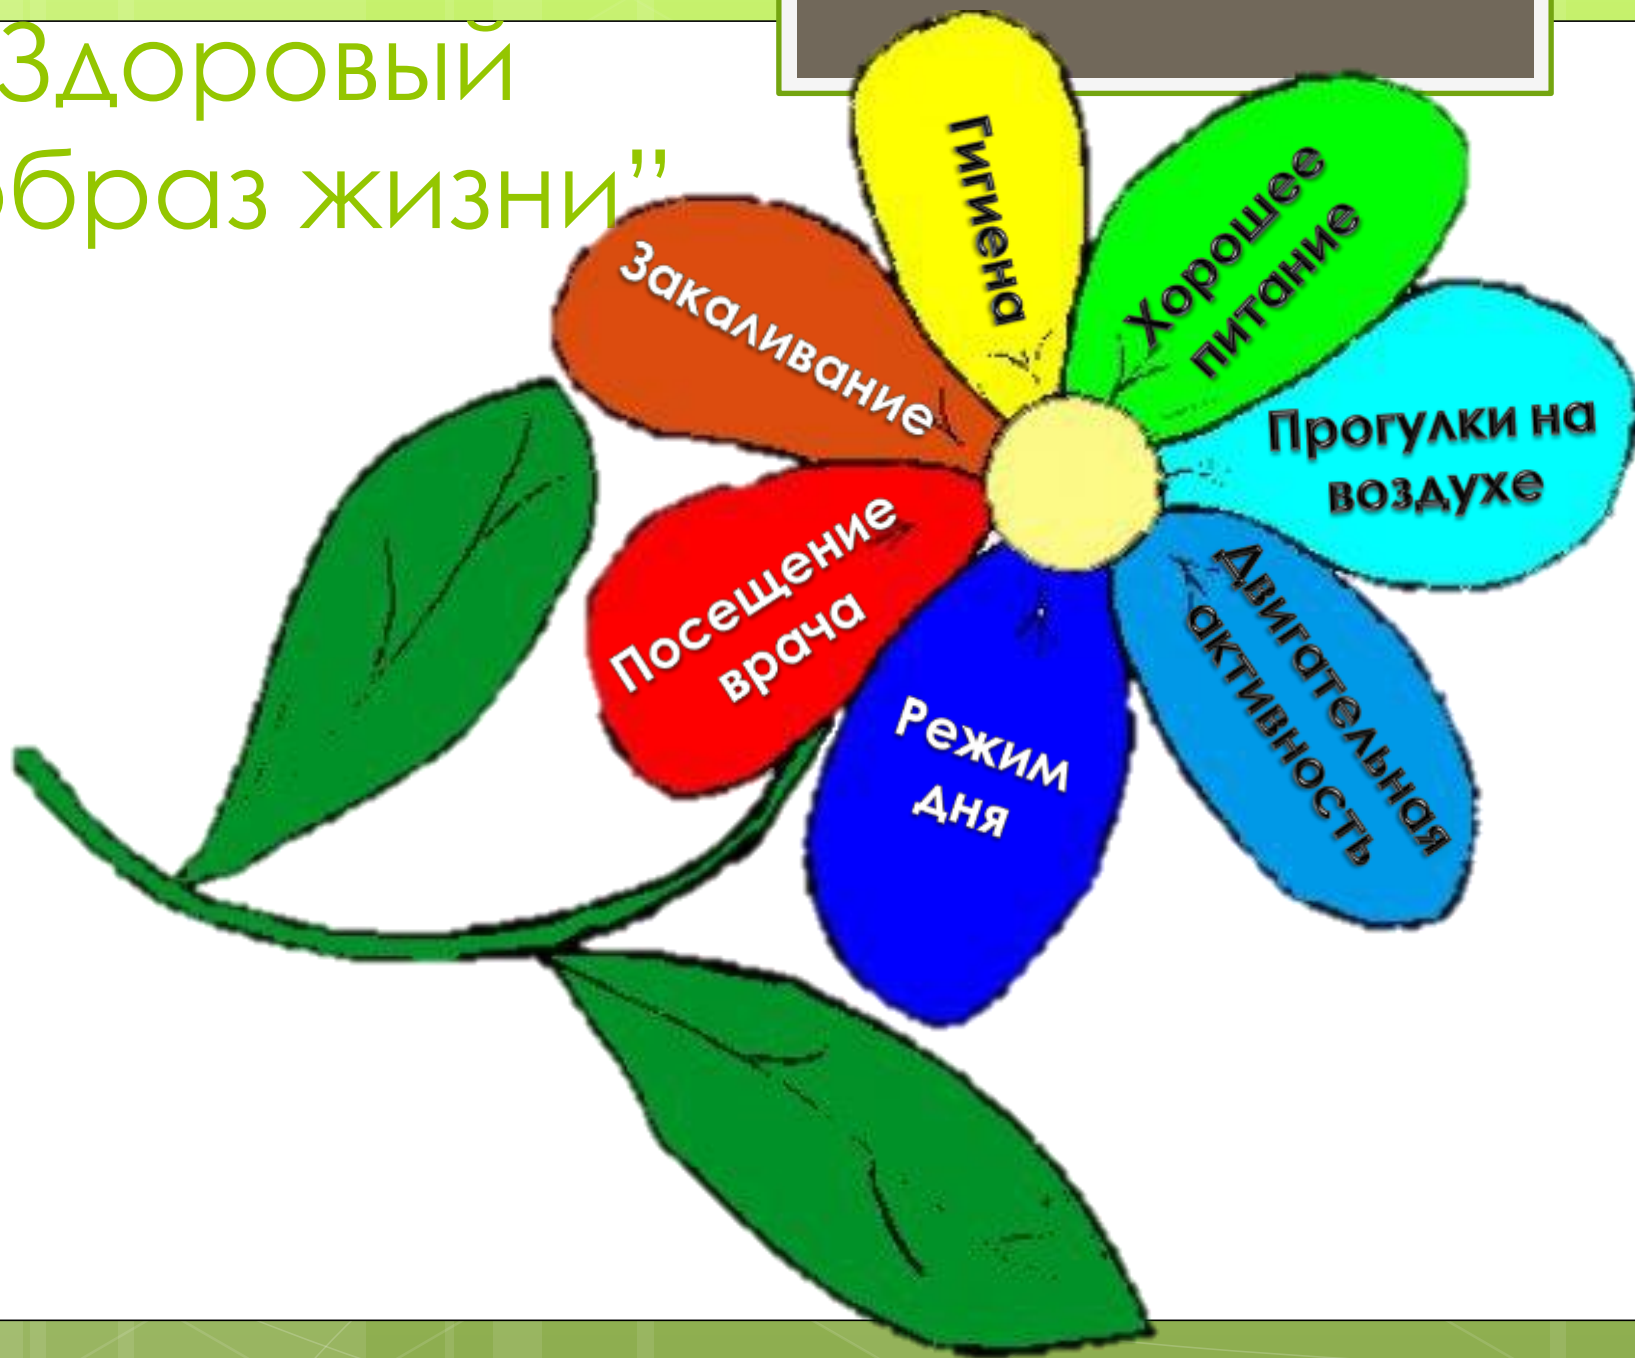 Здоровый
образ жизни”
Гигиена
Хорошее
питание
Закаливание
Прогулки на
воздухе
Посещение
врача
Двигательная
активность
Режим
дня